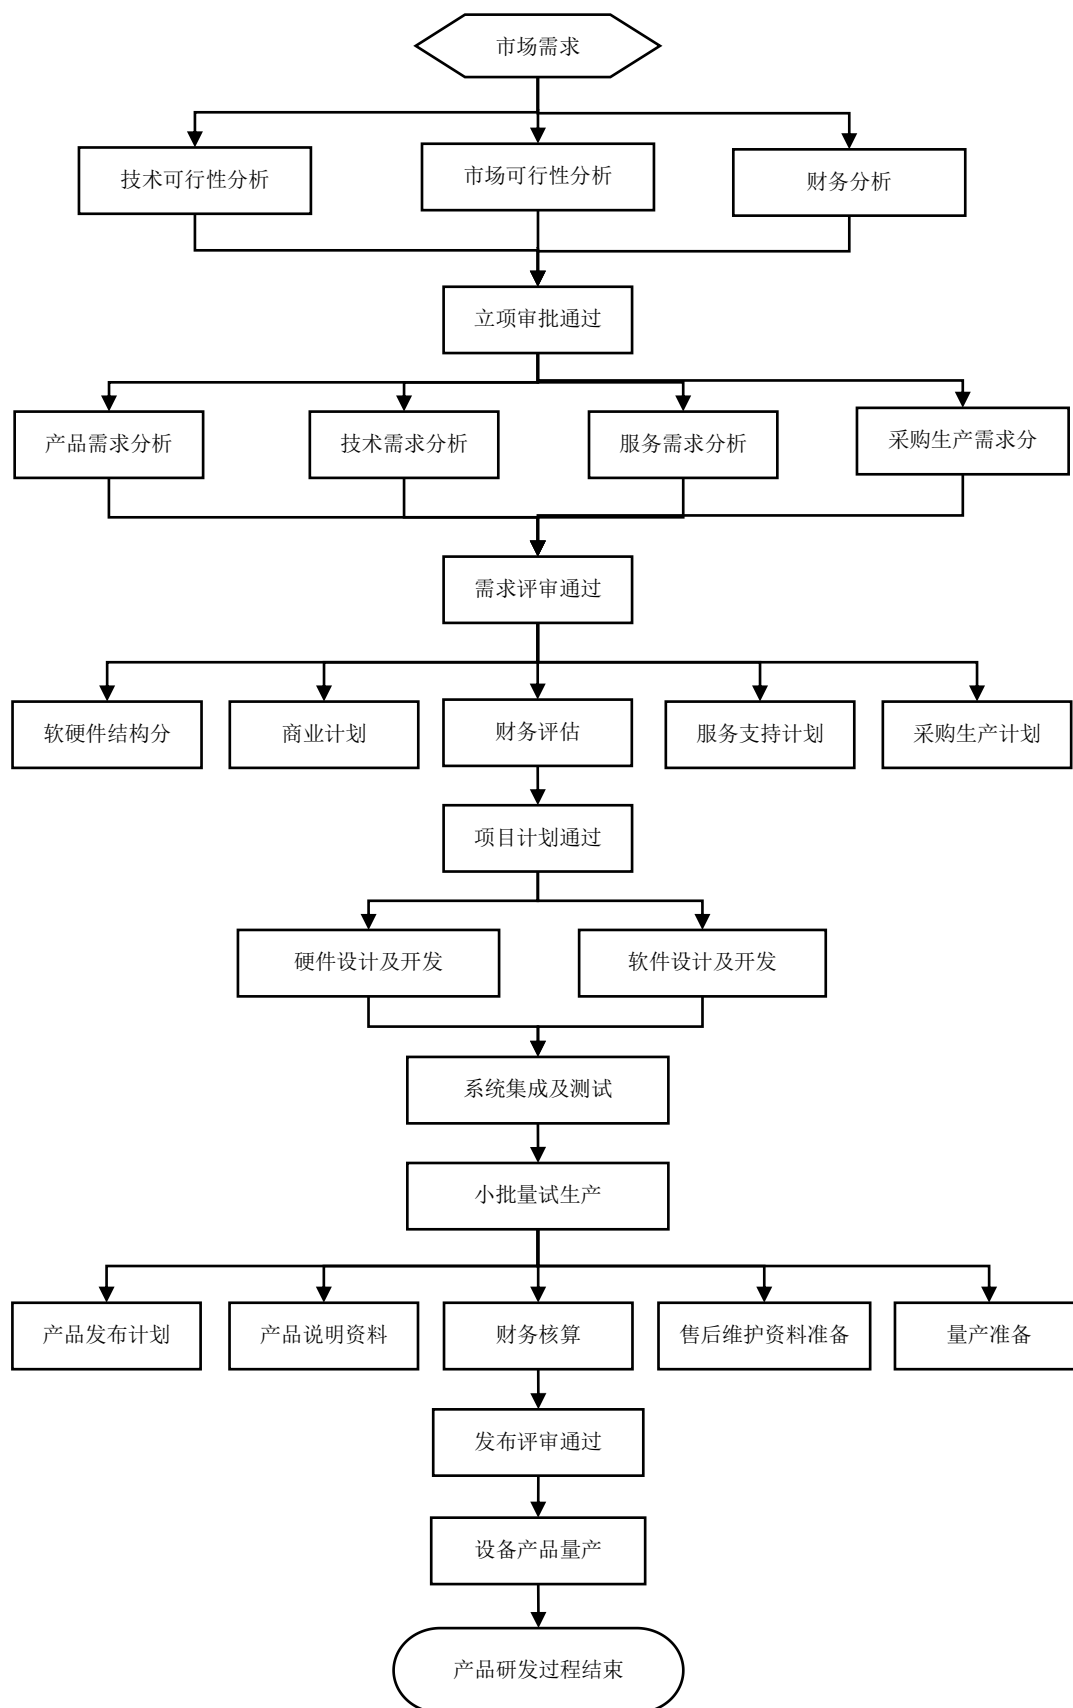 市场需求
技术可行性分析
市场可行性分析
财务分析
立项审批通过
产品需求分析
技术需求分析
服务需求分析
采购生产需求分
需求评审通过
软硬件结构分
商业计划
财务评估
服务支持计划
采购生产计划
项目计划通过
硬件设计及开发
软件设计及开发
系统集成及测试
小批量试生产
产品发布计划
产品说明资料
财务核算
售后维护资料准备
量产准备
发布评审通过
设备产品量产
产品研发过程结束